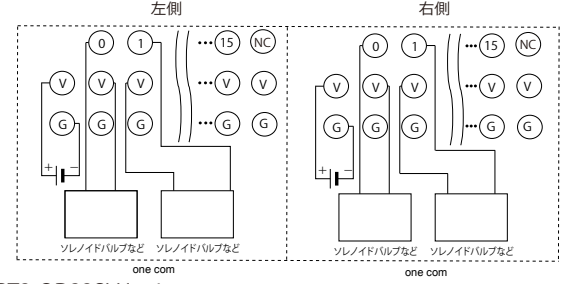 左側
右側
0 1 ···15 NC
V V V ···V V
G G G ···G G
+ −
ソレノイドバルブなど ソレノイドバルブなど
one com
0 1 ···15 NC
V V V ···V V
G G G ···G G
+ −
ソレノイドバルブなど ソレノイドバルブなど
one com